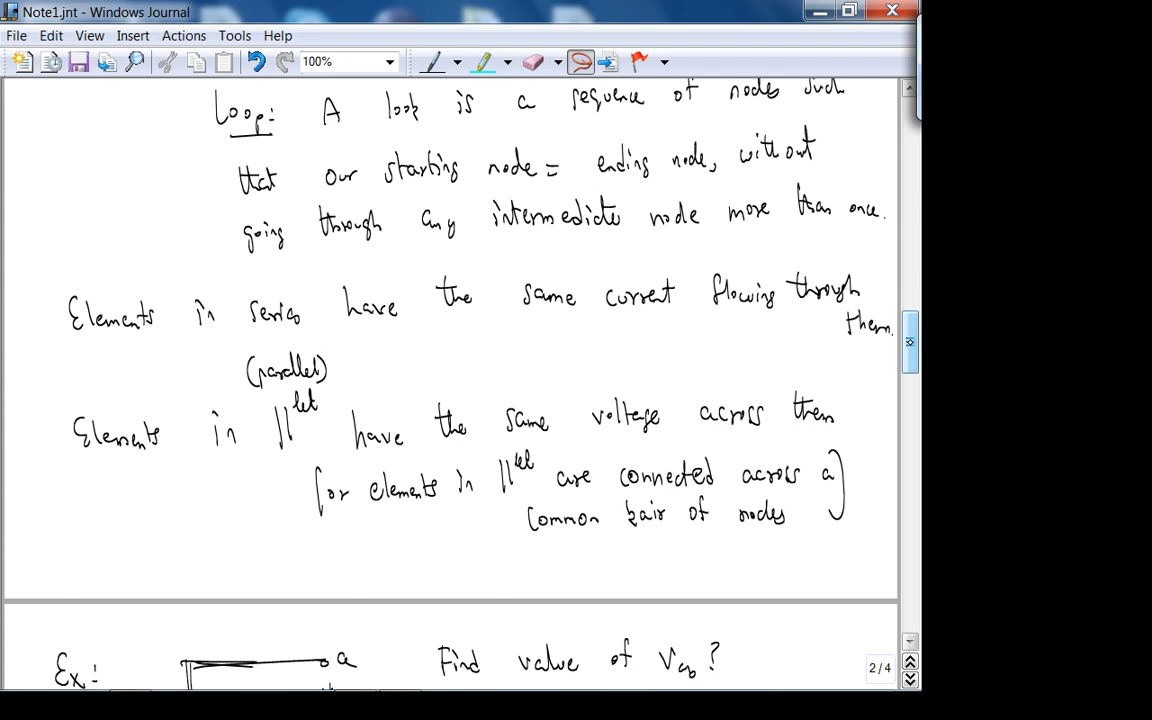 Note1.jnt - Windows Journal
File Edit View Insert Actions Tools Help
100%
Loop: A look is a sequence of nodes such
that our starting node = ending node, without
going through any intermediate node more than once.
Elements in series have the same current flowing through
them.
(parallel)
Elements in ||let have the same voltage across them
(or elements in ||el are connected across a
common pair of nodes)
Ex: a Find value of Vab?
2/4